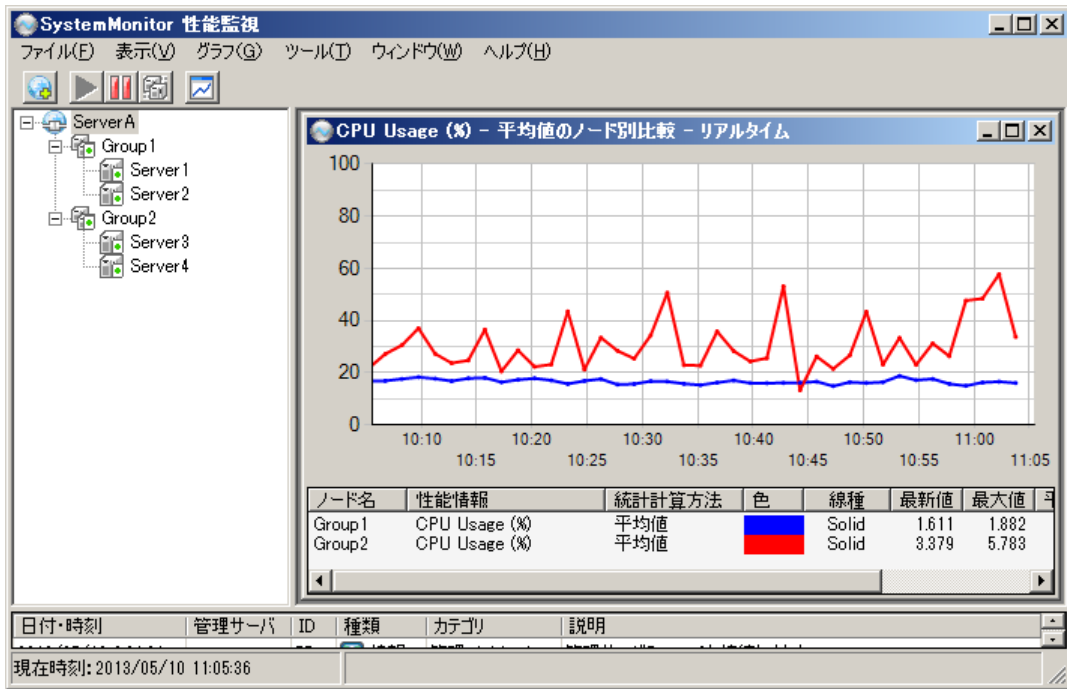 SystemMonitor 性能監視
ファイル(F) 表示(V) グラフ(G) ツール(T) ウィンドウ(W) ヘルプ(H)
ServerA
Group1
Server1
Server2
Group2
Server3
Server4
CPU Usage (%) - 平均値のノード別比較 - リアルタイム
100
80
60
40
20
0
10:10 10:20 10:30 10:40 10:50 11:00
10:15 10:25 10:35 10:45 10:55 11:05
ノード名 性能情報 統計計算方法 色 線種 最新値 最大値
Group1 CPU Usage (%) 平均値 Solid 1.611 1.882
Group2 CPU Usage (%) 平均値 Solid 3.379 5.783
日付・時刻 管理サーバ ID 種類 カテゴリ 説明
現在時刻: 2013/05/10 11:05:36